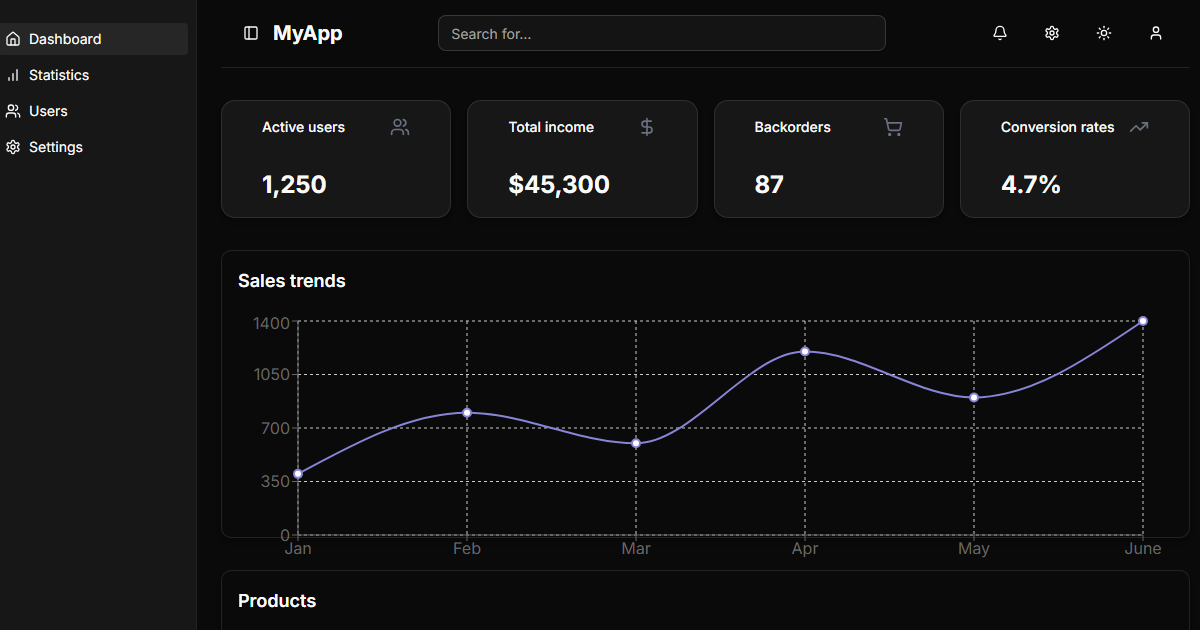 Dashboard
Statistics
Users
Settings
MyApp
Search for...
Active users
1,250
Total income
$45,300
Backorders
87
Conversion rates
4.7%
Sales trends
1400
1050
700
350
0
Jan Feb Mar Apr May June
Products